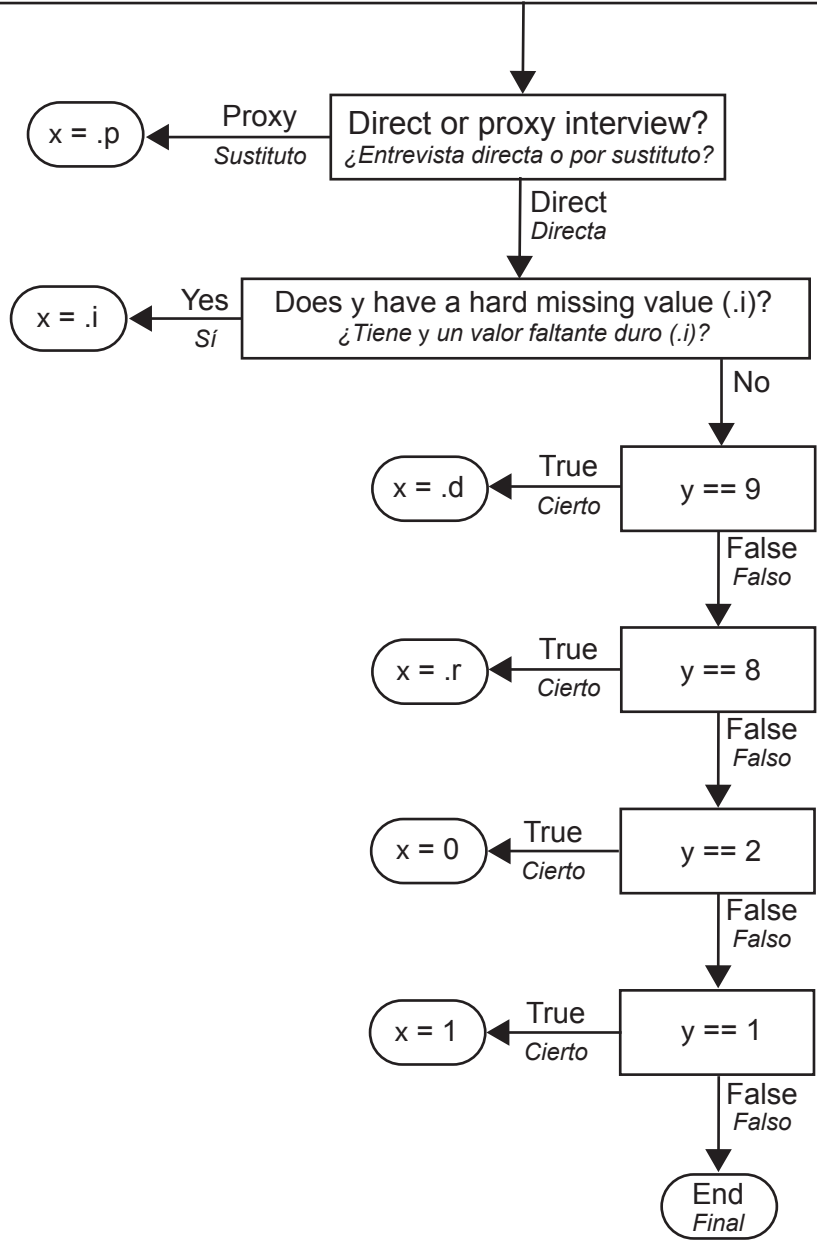 x = .p
Proxy
Sustituto
Direct or proxy interview?
¿Entrevista directa o por sustituto?
Direct
Directa
x = .i
Yes
Sí
Does y have a hard missing value (.i)?
¿Tiene y un valor faltante duro (.i)?
No
x = .d
True
Cierto
y == 9
False
Falso
x = .r
True
Cierto
y == 8
False
Falso
x = 0
True
Cierto
y == 2
False
Falso
x = 1
True
Cierto
y == 1
False
Falso
End
Final